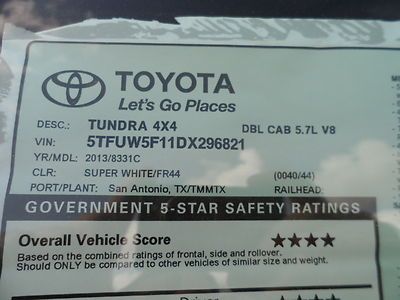 TOYOTA
Let's Go Places
DESC.: TUNDRA 4X4 DBL CAB 5.7L V8
VIN: 5TFUW5F11DX296821
YR/MDL: 2013/8331C
CLR: SUPER WHITE/FR44 (0040/44)
PORT/PLANT: San Antonio, TX/TMMTX RAILHEAD:
GOVERNMENT 5-STAR SAFETY RATINGS
Overall Vehicle Score ★★★★
Based on the combined ratings of frontal, side and rollover.
Should ONLY be compared to other vehicles of similar size and weight.